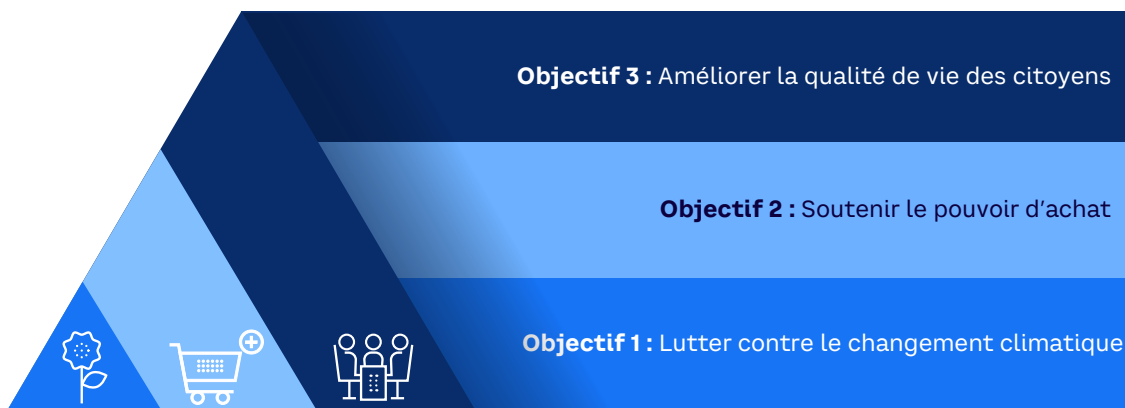 Objectif 3 : Améliorer la qualité de vie des citoyens
Objectif 2 : Soutenir le pouvoir d’achat
Objectif 1 : Lutter contre le changement climatique